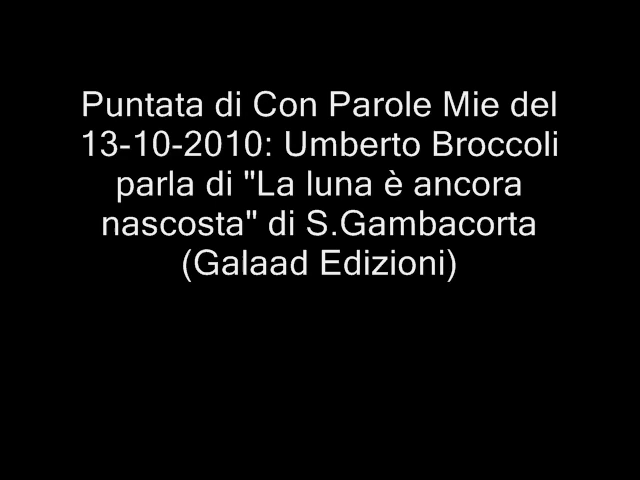 Puntata di Con Parole Mie del
13-10-2010: Umberto Broccoli
parla di "La luna è ancora
nascosta" di S.Gambacorta
(Galaad Edizioni)